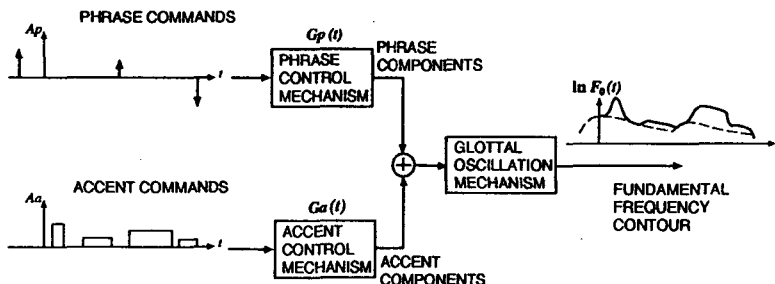 PHRASE COMMANDS
Ap
t
Gp(t)
PHRASE
CONTROL
MECHANISM
PHRASE
COMPONENTS
ln F₀(t)
GLOTTAL
OSCILLATION
MECHANISM
FUNDAMENTAL
FREQUENCY
CONTOUR
ACCENT COMMANDS
Aa
t
Ga(t)
ACCENT
CONTROL
MECHANISM
ACCENT
COMPONENTS